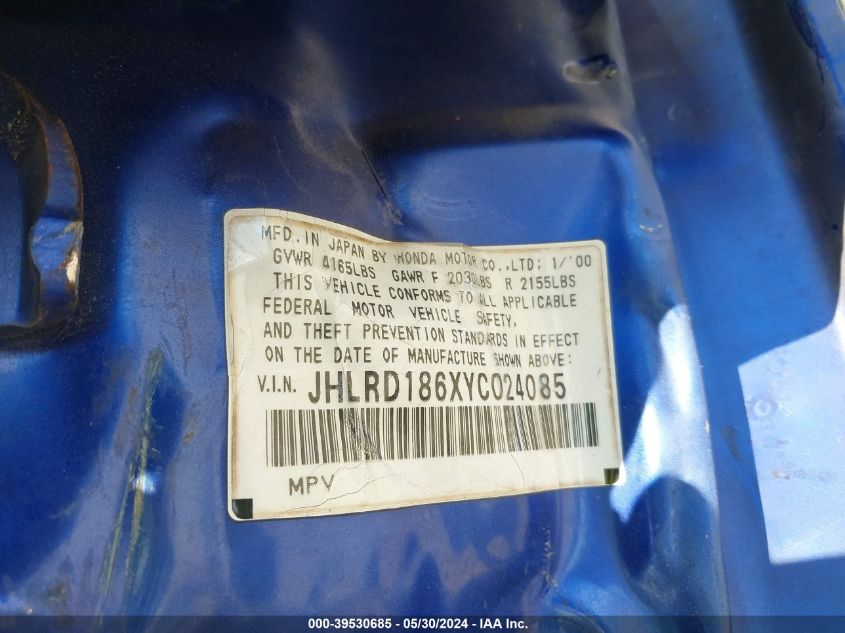 MFD. IN JAPAN BY HONDA MOTOR CO.,LTD: 1/'00
GVWR 4165LBS GAWR F 2030LBS R 2155LBS
THIS VEHICLE CONFORMS TO ALL APPLICABLE
FEDERAL MOTOR VEHICLE SAFETY,
AND THEFT PREVENTION STANDARDS IN EFFECT
ON THE DATE OF MANUFACTURE SHOWN ABOVE:
V.I.N. JHLRD186XYC024085
MPV
000-39530685 / 05/30/2024 - IAA Inc.